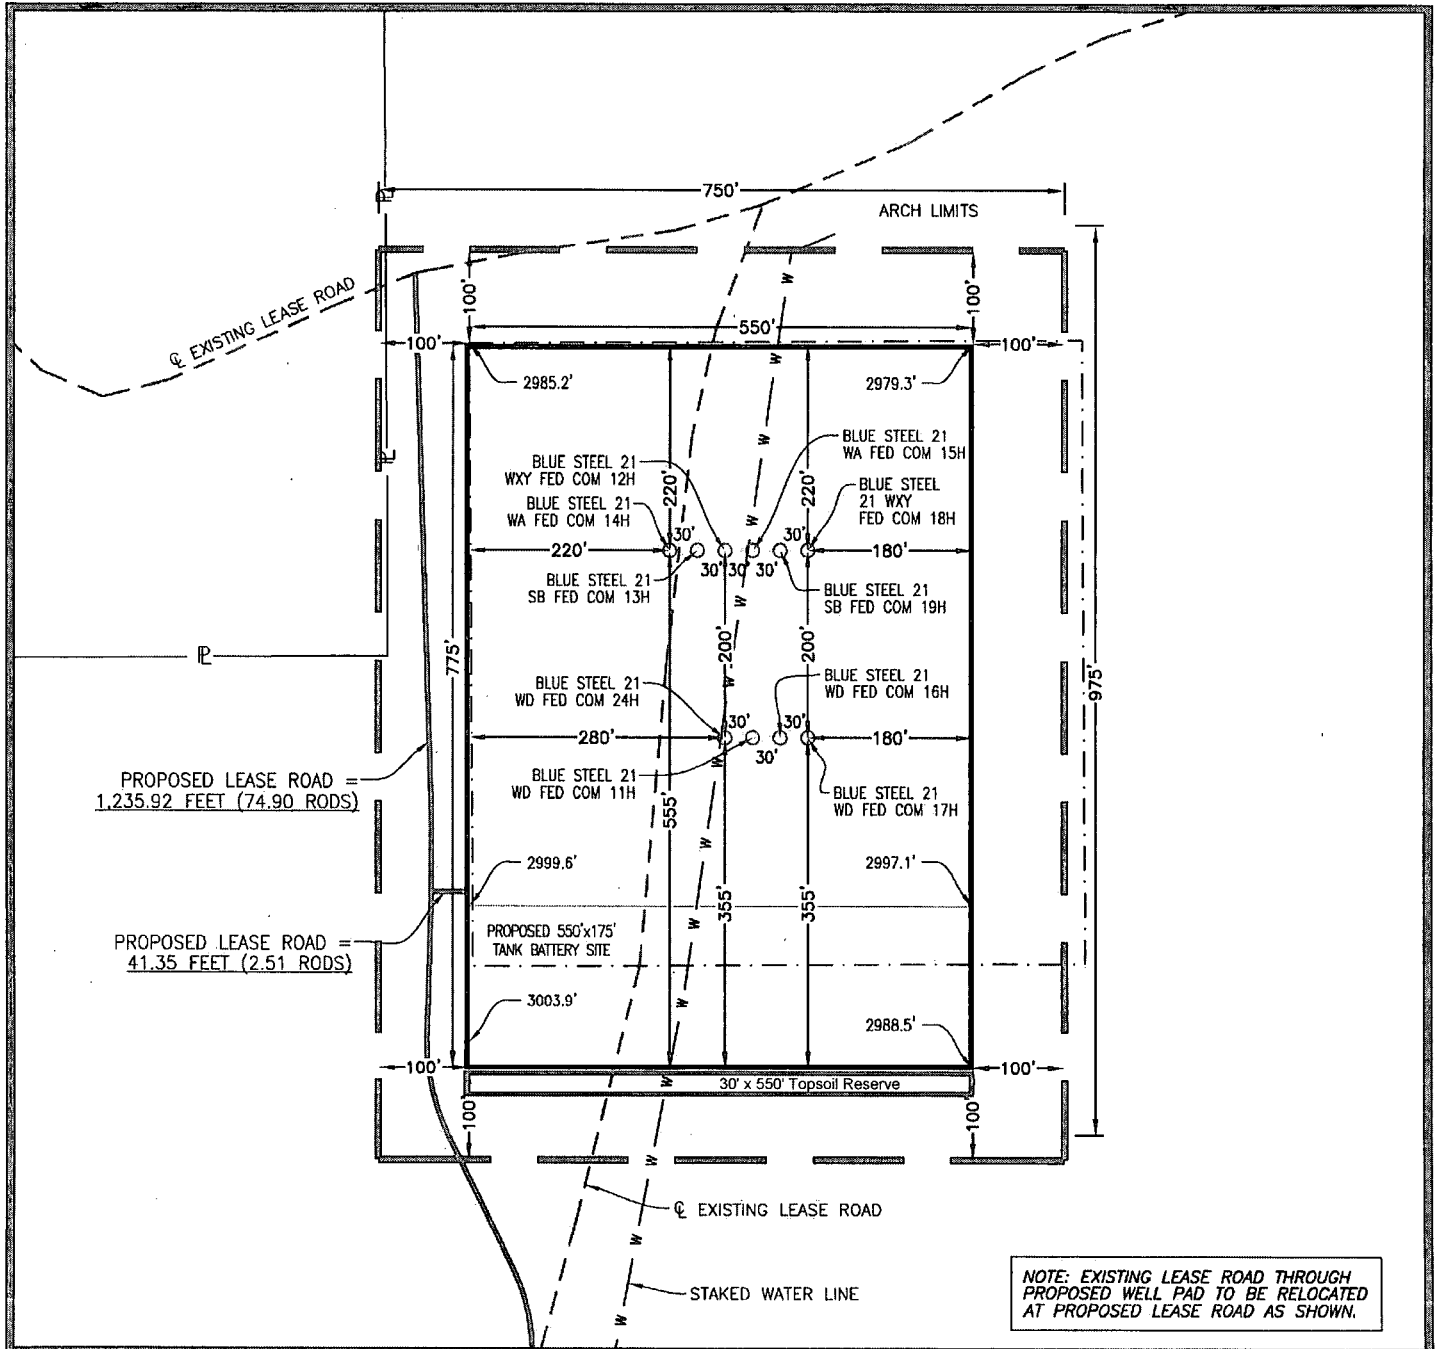 750'
ARCH LIMITS
℄ EXISTING LEASE ROAD
100'
100'
550'
100'
100'
2985.2'
2979.3'
BLUE STEEL 21
WXY FED COM 12H
BLUE STEEL 21
WA FED COM 14H
BLUE STEEL 21
WA FED COM 15H
BLUE STEEL
21 WXY
FED COM 18H
220'
220'
30'
30'
220'
180'
30'
30'
30'
BLUE STEEL 21
SB FED COM 13H
BLUE STEEL 21
SB FED COM 19H
775'
200'
200'
975'
PL
PL
PL
BLUE STEEL 21
WD FED COM 24H
BLUE STEEL 21
WD FED COM 16H
30'
30'
280'
180'
30'
BLUE STEEL 21
WD FED COM 11H
BLUE STEEL 21
WD FED COM 17H
PROPOSED LEASE ROAD =
1,235.92 FEET (74.90 RODS)
555'
2999.6'
2997.1'
355'
355'
PROPOSED LEASE ROAD =
41.35 FEET (2.51 RODS)
PROPOSED 550'x175'
TANK BATTERY SITE
3003.9'
2988.5'
100'
100'
30' x 550' Topsoil Reserve
100'
100'
℄ EXISTING LEASE ROAD
STAKED WATER LINE
W
W
W
W
W
W
W
W
W
W
W
W
W
W
NOTE: EXISTING LEASE ROAD THROUGH
PROPOSED WELL PAD TO BE RELOCATED
AT PROPOSED LEASE ROAD AS SHOWN.